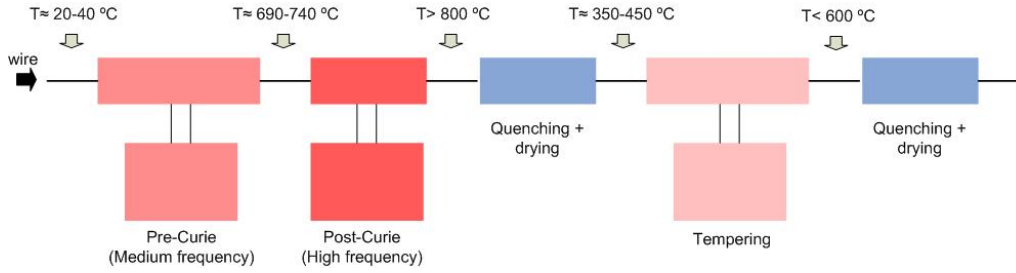 T≈ 20-40 ºC
T≈ 690-740 ºC
T> 800 ºC
T≈ 350-450 ºC
T< 600 ºC
wire
Quenching +
drying
Quenching +
drying
Pre-Curie
(Medium frequency)
Post-Curie
(High frequency)
Tempering